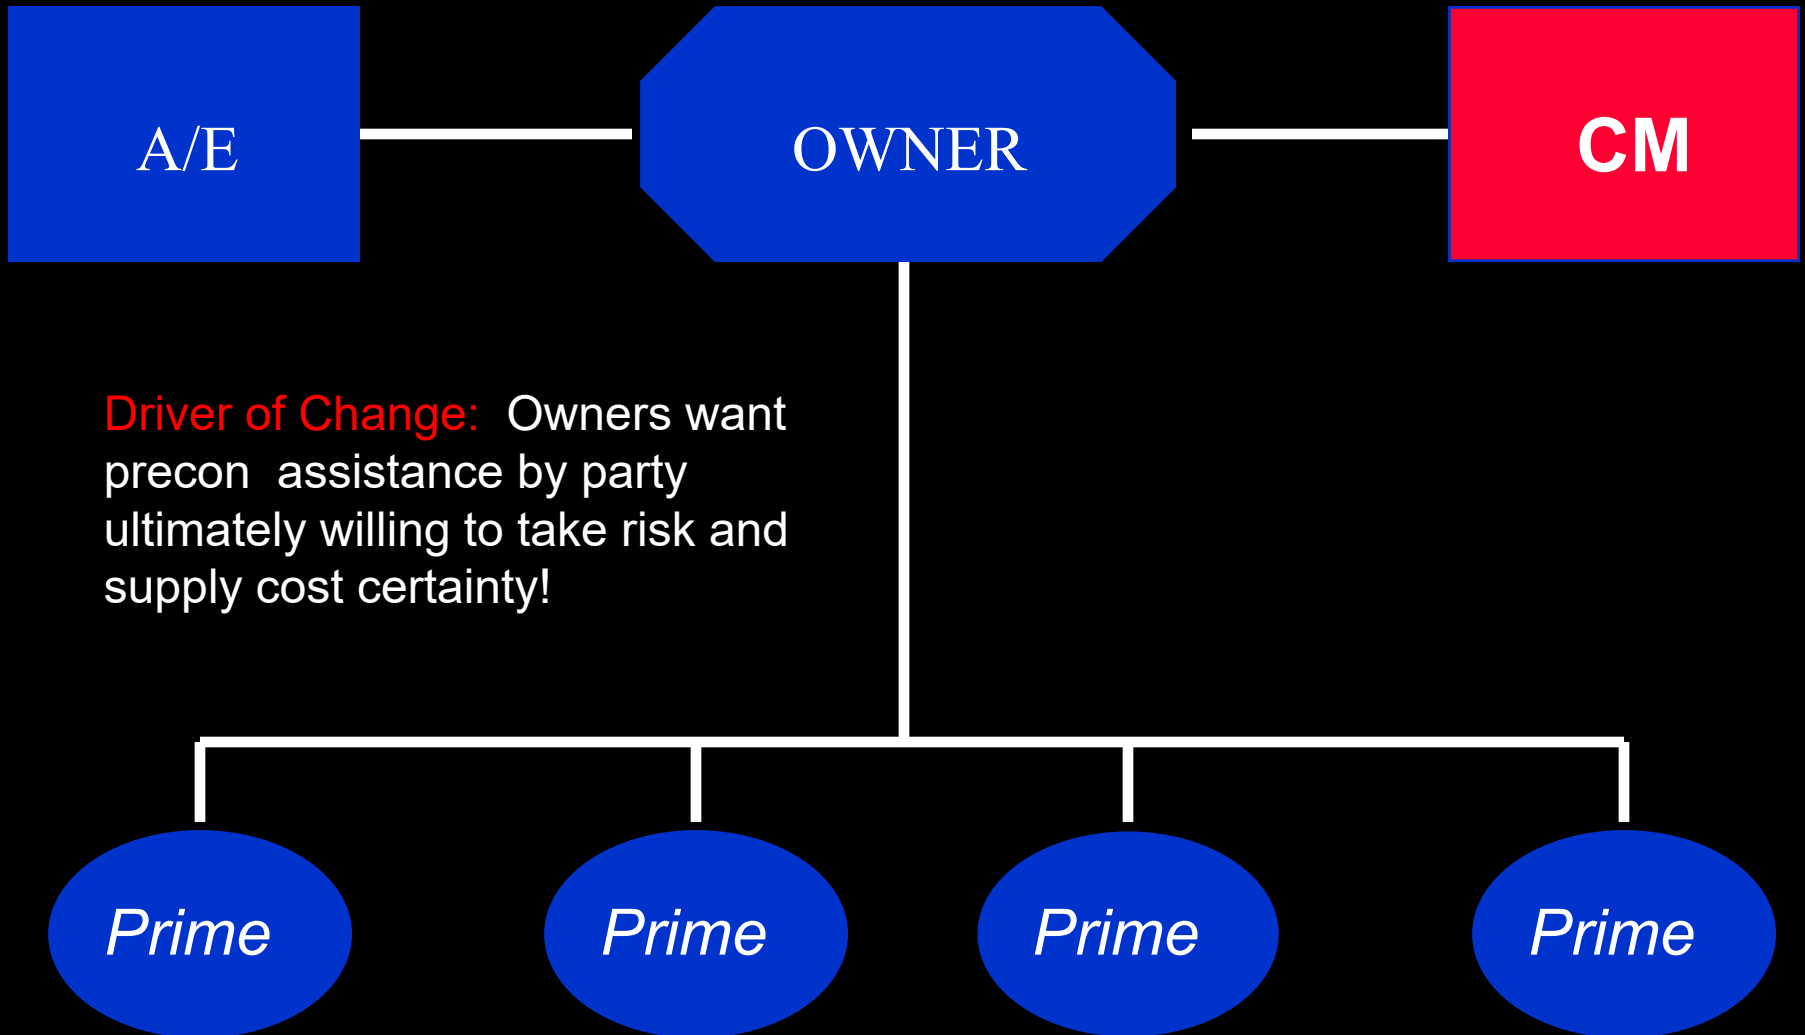 A/E
OWNER
CM
Driver of Change: Owners want
precon assistance by party
ultimately willing to take risk and
supply cost certainty!
Prime
Prime
Prime
Prime